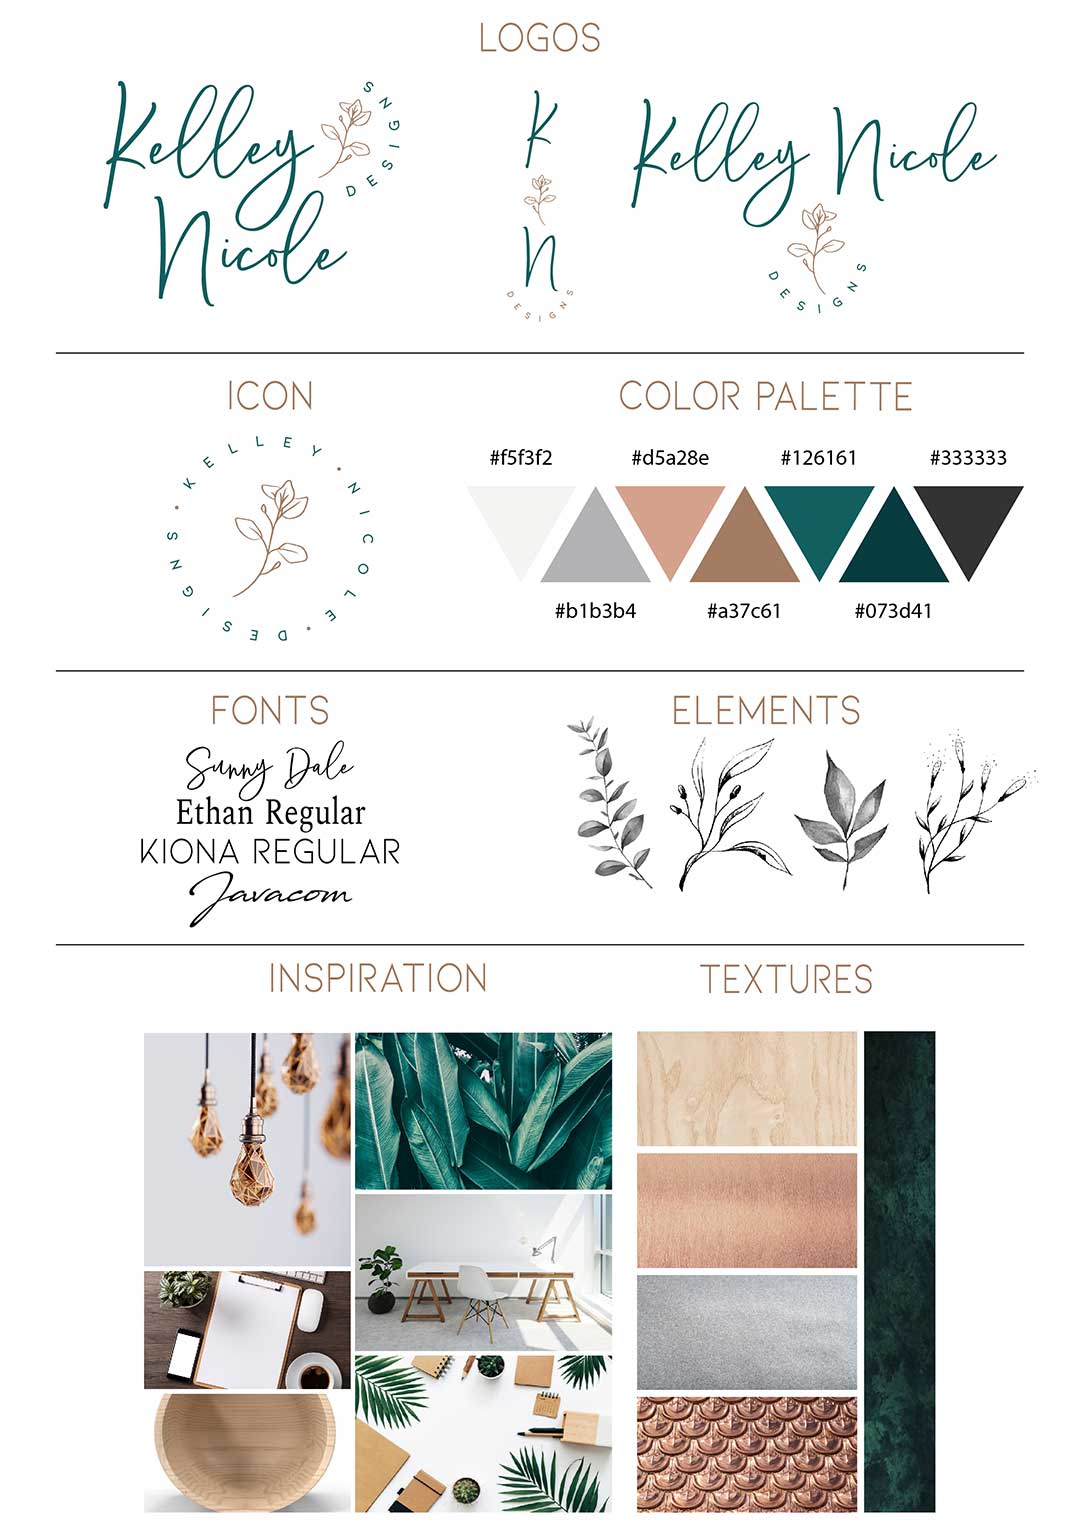 LOGOS
Kelley
Nicole
DESIGNS
K
N
DESIGNS
Kelley Nicole
DESIGNS
ICON
KELLEY • NICOLE • DESIGNS •
COLOR PALETTE
#f5f3f2 #d5a28e #126161 #333333
#b1b3b4 #a37c61 #073d41
FONTS
Sunny Dale
Ethan Regular
KIONA REGULAR
Javacom
ELEMENTS
INSPIRATION
TEXTURES